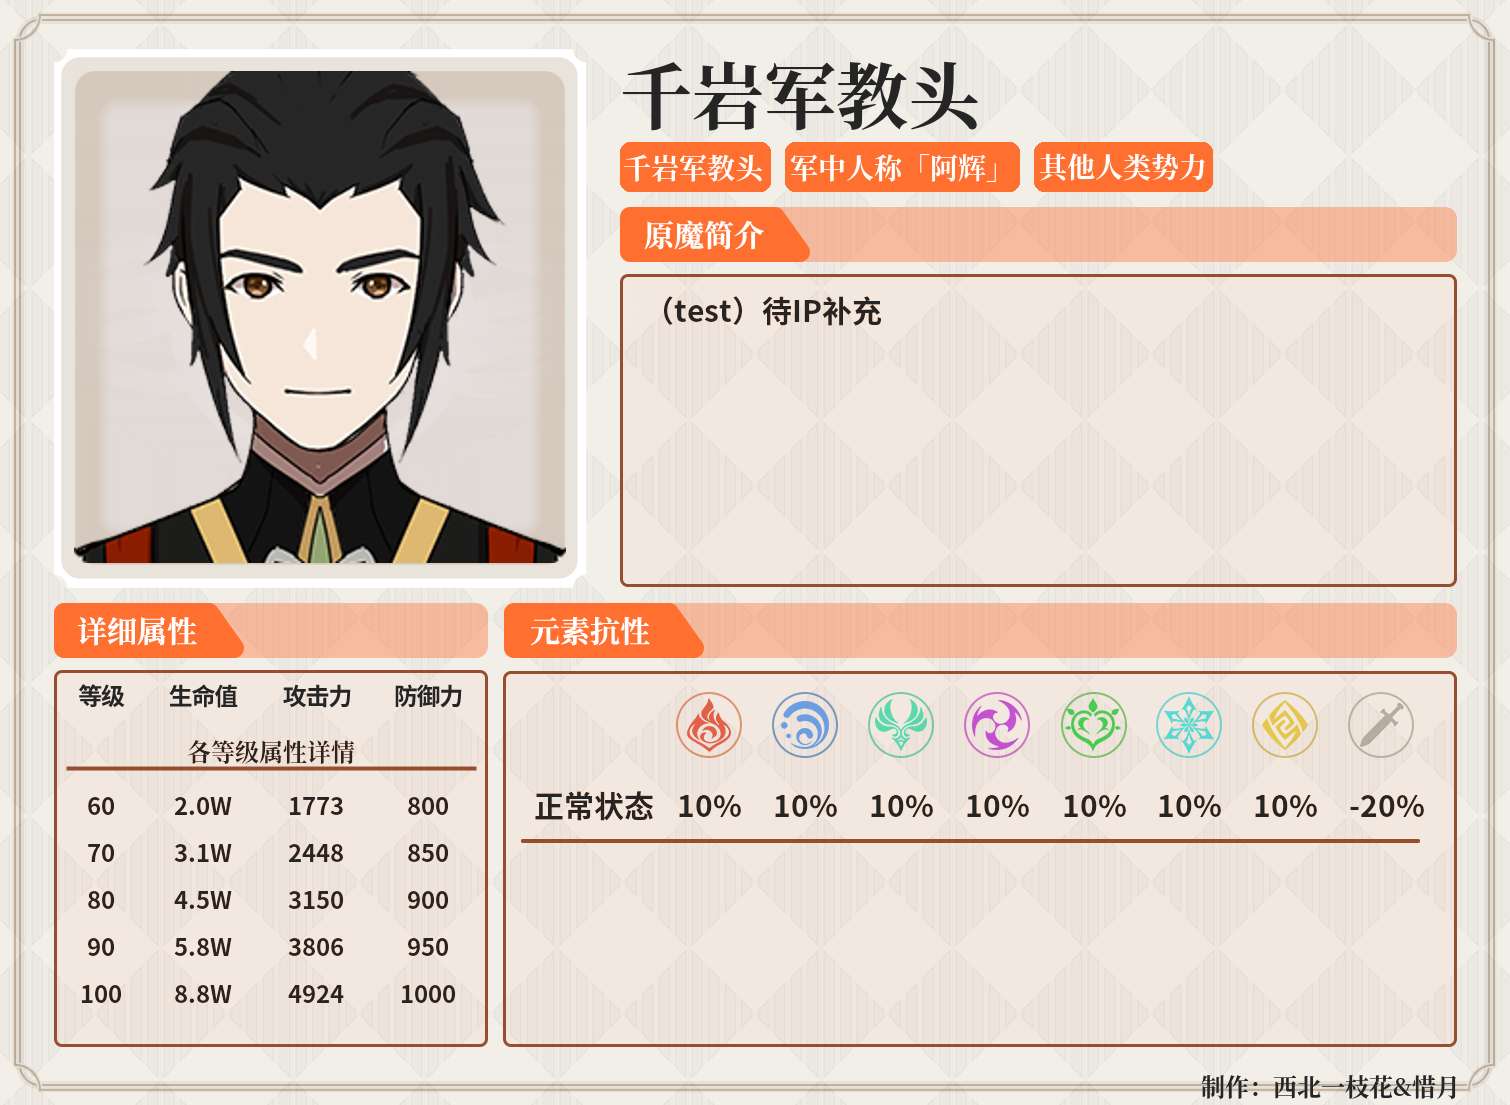 千岩军教头
千岩军教头 军中人称「阿辉」 其他人类势力
原魔简介
（test）待IP补充
详细属性
等级 生命值 攻击力 防御力
各等级属性详情
60 2.0W 1773 800
70 3.1W 2448 850
80 4.5W 3150 900
90 5.8W 3806 950
100 8.8W 4924 1000
元素抗性
正常状态 10% 10% 10% 10% 10% 10% 10% -20%
制作：西北一枝花&惜月